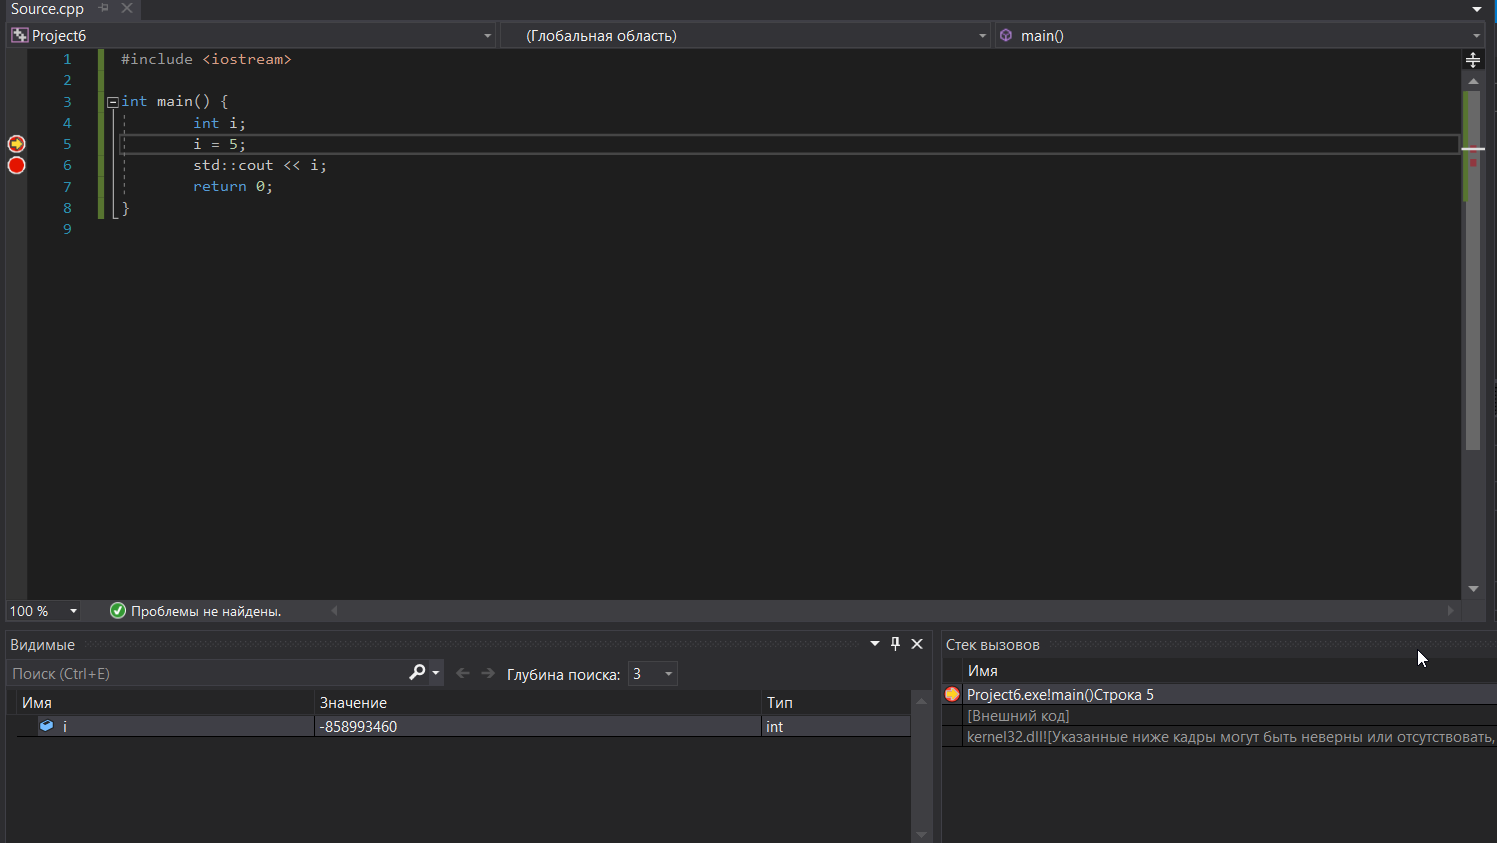 Source.cpp
Project6 (Глобальная область) main()
1 #include <iostream>
2
3 int main() {
4 int i;
5 i = 5;
6 std::cout << i;
7 return 0;
8 }
9
100 % Проблемы не найдены.
Видимые
Поиск (Ctrl+E) Глубина поиска: 3
Имя Значение Тип
i -858993460 int
Стек вызовов
Имя
Project6.exe!main()Строка 5
[Внешний код]
kernel32.dll![Указанные ниже кадры могут быть неверны или отсутствовать,